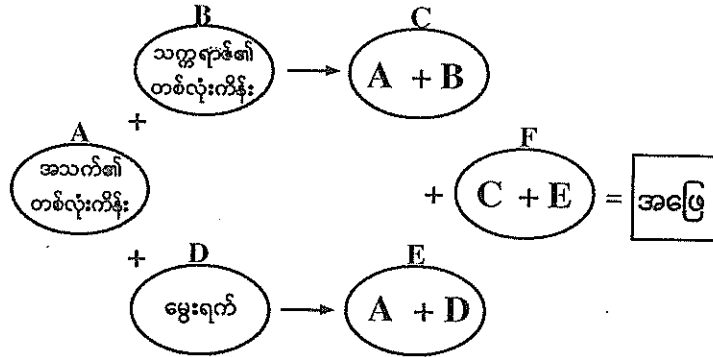 B
သက္ကရာဇ်၏
တစ်လုံးကိန်း
C
A + B
+
A
အသက်၏
တစ်လုံးကိန်း
+
F
C + E
= အဖြေ
+
D
မွေးရက်
E
A + D